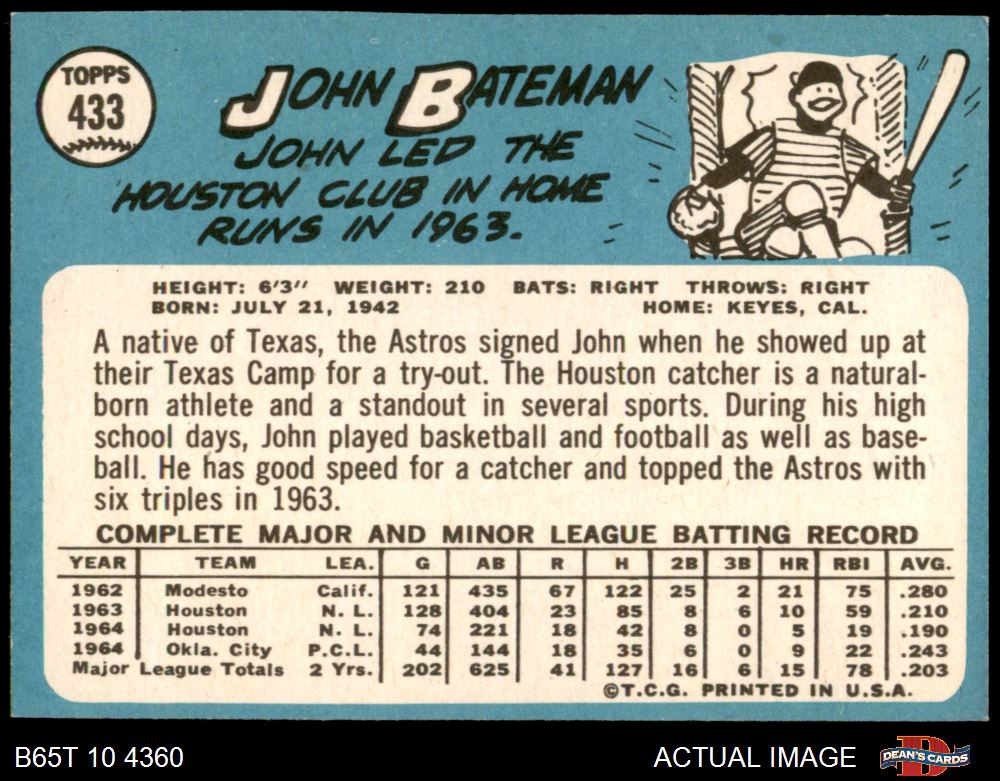 TOPPS
433
JOHN BATEMAN
JOHN LED THE
HOUSTON CLUB IN HOME
RUNS IN 1963.
HEIGHT: 6'3" WEIGHT: 210 BATS: RIGHT THROWS: RIGHT
BORN: JULY 21, 1942 HOME: KEYES, CAL.
A native of Texas, the Astros signed John when he showed up at
their Texas Camp for a try-out. The Houston catcher is a natural-
born athlete and a standout in several sports. During his high
school days, John played basketball and football as well as base-
ball. He has good speed for a catcher and topped the Astros with
six triples in 1963.
COMPLETE MAJOR AND MINOR LEAGUE BATTING RECORD
YEAR TEAM LEA. G AB R H 2B 3B HR RBI AVG.
1962 Modesto Calif. 121 435 67 122 25 2 21 75 .280
1963 Houston N. L. 128 404 23 85 8 6 10 59 .210
1964 Houston N. L. 74 221 18 42 8 0 5 19 .190
1964 Okla. City P.C.L. 44 144 18 35 6 0 9 22 .243
Major League Totals 2 Yrs. 202 625 41 127 16 6 15 78 .203
©T.C.G. PRINTED IN U.S.A.
B65T 10 4360 ACTUAL IMAGE DEAN'S CARDS